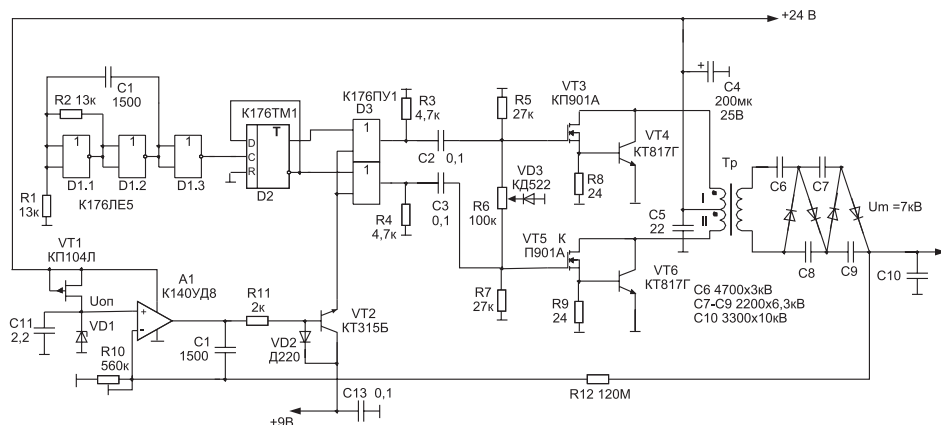 +24 В
C1
1500
R2 13к
1
1
1
D1.1
D1.2
D1.3
К176ЛЕ5
R1
13к
К176ТМ1
T
D
C
R
D2
К176ПУ1
D3
1
1
R3
4,7к
C2 0,1
C3
0,1
R4
4,7к
R5
27к
R6
100к
R7
27к
VD3
КД522
VT3
КП901А
VT4
КТ817Г
R8
24
C4
200мк
25В
+
C5
22
Тр
I
II
C6
C7
C8
C9
Um =7кВ
C10
VT5 К
П901А
VT6
КТ817Г
R9
24
C6 4700х3кВ
C7-C9 2200х6,3кВ
C10 3300х10кВ
VT1
КП104Л
Uоп
A1
К140УД8
+
-
C11
2,2
VD1
R10
560к
C1
1500
R11
2к
VD2
Д220
VT2
КТ315Б
C13 0,1
+9В
R12 120М